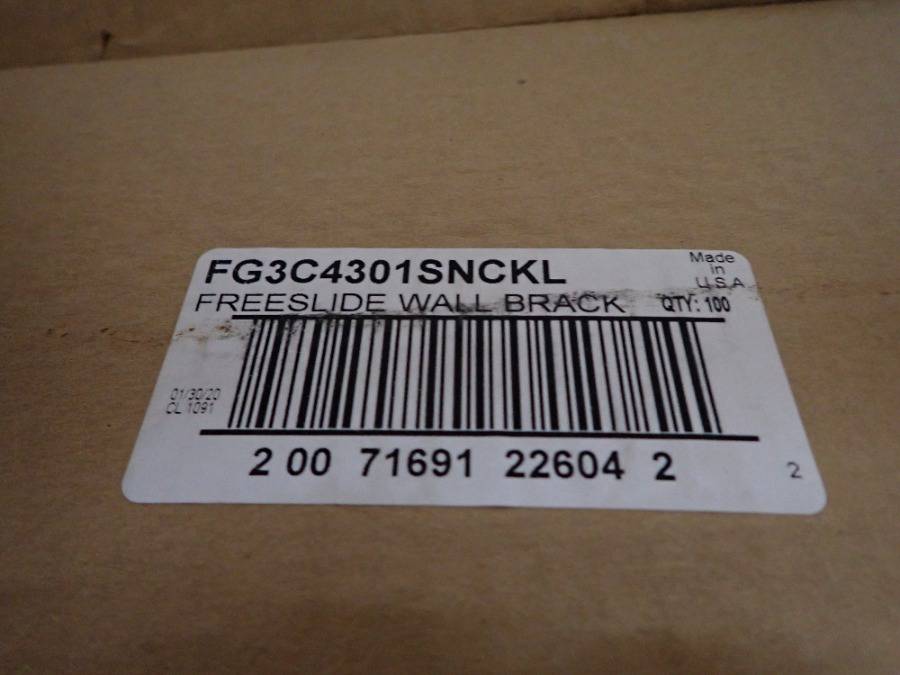 FG3C4301SNCKL
Made
in
U.S.A
FREESLIDE WALL BRACK QTY: 100
01/30/20
CL 1091
2 00 71691 22604 2
2